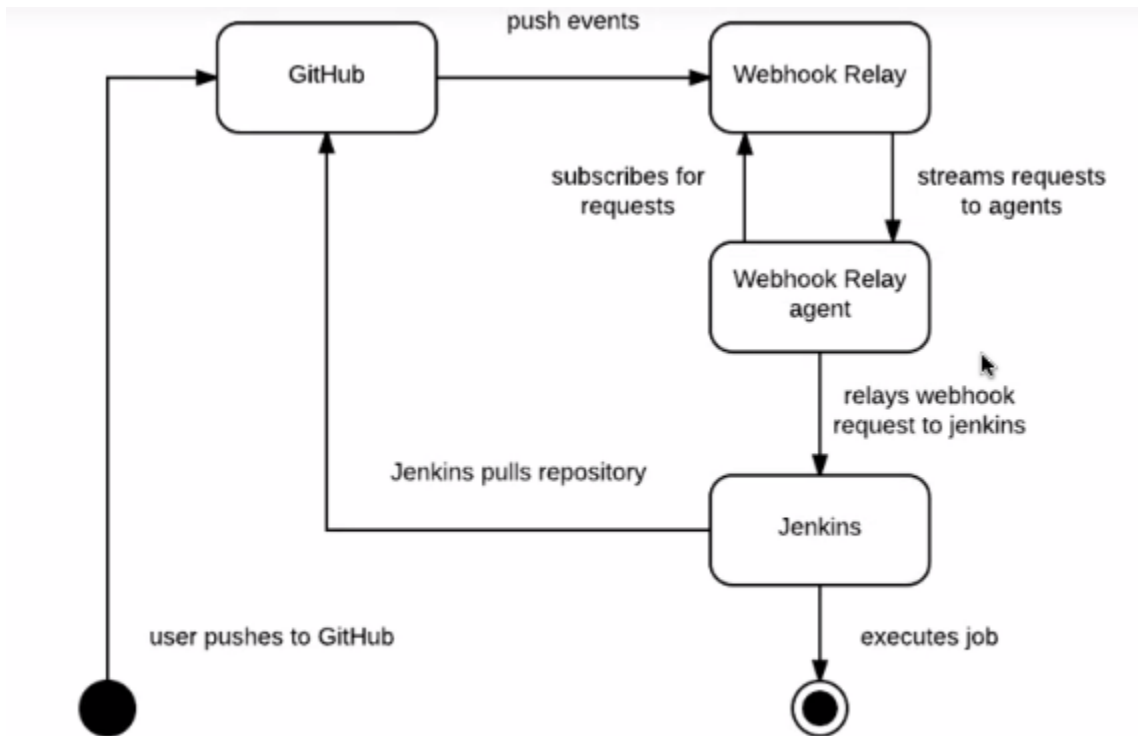 push events
GitHub
Webhook Relay
subscribes for
requests
streams requests
to agents
Webhook Relay
agent
relays webhook
request to jenkins
Jenkins pulls repository
Jenkins
user pushes to GitHub
executes job